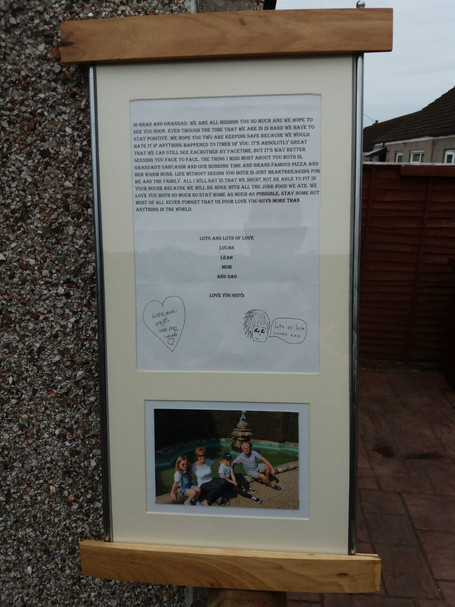 HI GRAN AND GRANDAD. WE ARE ALL MISSING YOU SO MUCH AND WE HOPE TO
SEE YOU SOON. EVEN THOUGH THE TIME THAT WE ARE IN IS HARD WE HAVE TO
STAY POSITIVE. WE HOPE YOU TWO ARE KEEPING SAFE BECAUSE WE WOULD
HATE IT IF ANYTHING HAPPENED TO ITHER OF YOU. IT'S ABSOLUTLY GREAT
THAT WE CAN STILL SEE EACHOTHER BY FACETIME, BUT IT'S WAY BETTER
SEEING YOU FACE TO FACE. THE THING I MISS MOST ABOUT YOU BOTH IS,
GRANDADS SARCASM AND OUR BONDING TIME AND GRANS FAMOUS PIZZA AND
HER WARM HUGS. LIFE WITHOUT SEEING YOU BOTH IS JUST HEARTBREAKING FOR
ME AND THE FAMILY. ALL I WILL SAY IS THAT WE MIGHT NOT BE ABLE TO FIT IN
YOUR HOUSE BECAUSE WE WILL BE HUGE WITH ALL THE JUNK FOOD WE ATE. WE
LOVE YOU BOTH SO MUCH SO STAY HOME AS MUCH AS POSSIBLE, STAY HOME BUT
MOST OF ALL NEVER FORGET THAT US FOUR LOVE YOU GUYS MORE THAN
ANYTHING IN THE WORLD.
LOTS AND LOTS OF LOVE
LUCAS
LEAH
MUM
AND DAD
LOVE YOU GUYS
Love you
guys
Lots of love
Lucas xxx